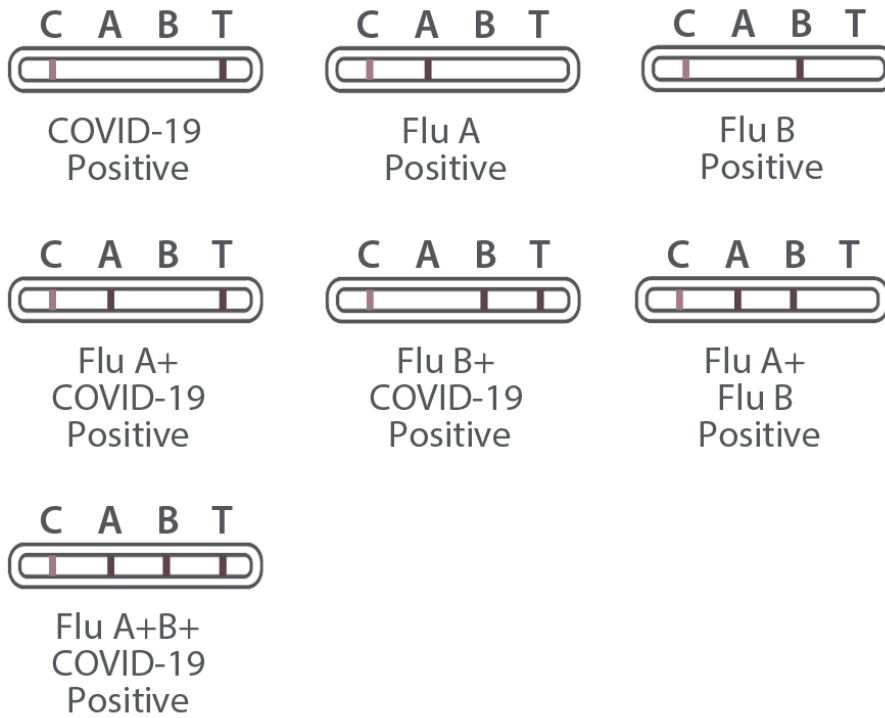 C A B T
COVID-19
Positive
C A B T
Flu A
Positive
C A B T
Flu B
Positive
C A B T
Flu A+
COVID-19
Positive
C A B T
Flu B+
COVID-19
Positive
C A B T
Flu A+
Flu B
Positive
C A B T
Flu A+B+
COVID-19
Positive